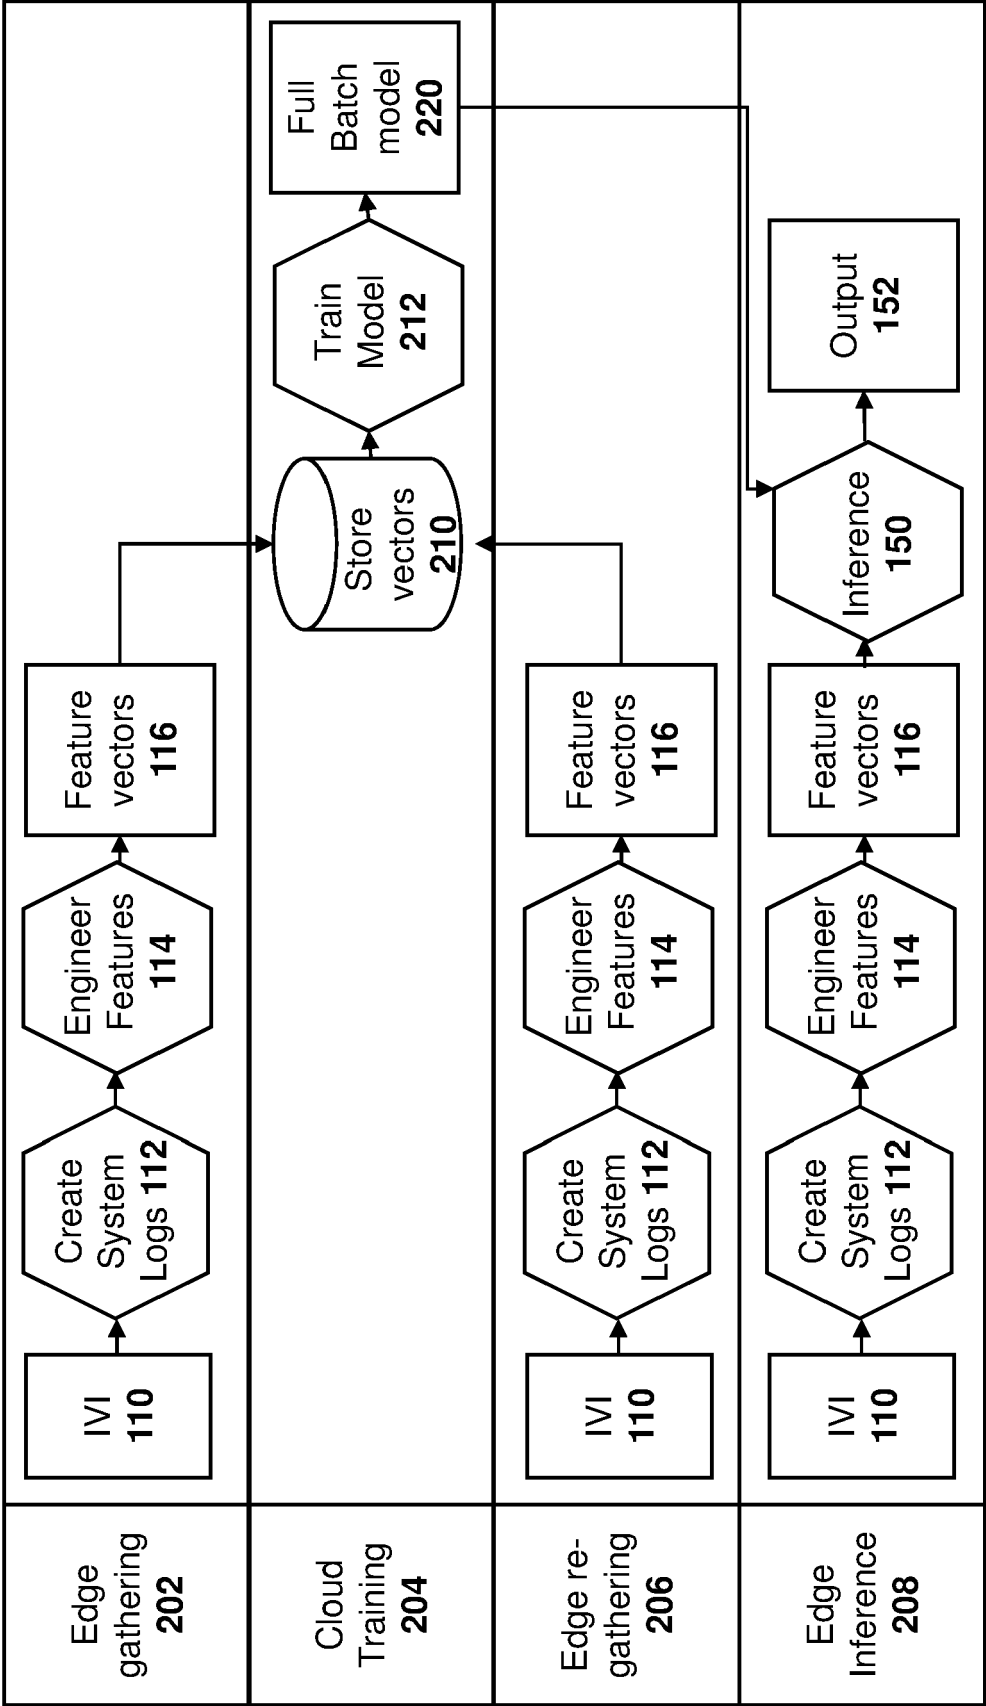 Edge
gathering
202
IVI
110
Create
System
Logs 112
Engineer
Features
114
Feature
vectors
116
Cloud
Training
204
Store
vectors
210
Train
Model
212
Full
Batch
model
220
Edge re-
gathering
206
IVI
110
Create
System
Logs 112
Engineer
Features
114
Feature
vectors
116
Edge
Inference
208
IVI
110
Create
System
Logs 112
Engineer
Features
114
Feature
vectors
116
Inference
150
Output
152